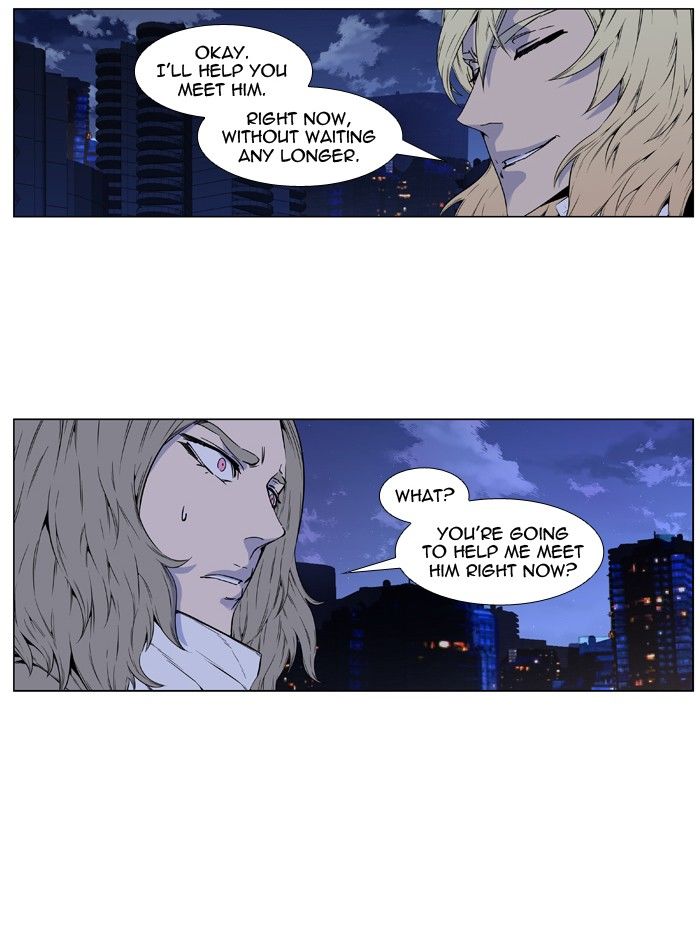 OKAY.
I'LL HELP YOU
MEET HIM.
RIGHT NOW,
WITHOUT WAITING
ANY LONGER.
WHAT?
YOU'RE GOING
TO HELP ME MEET
HIM RIGHT NOW?